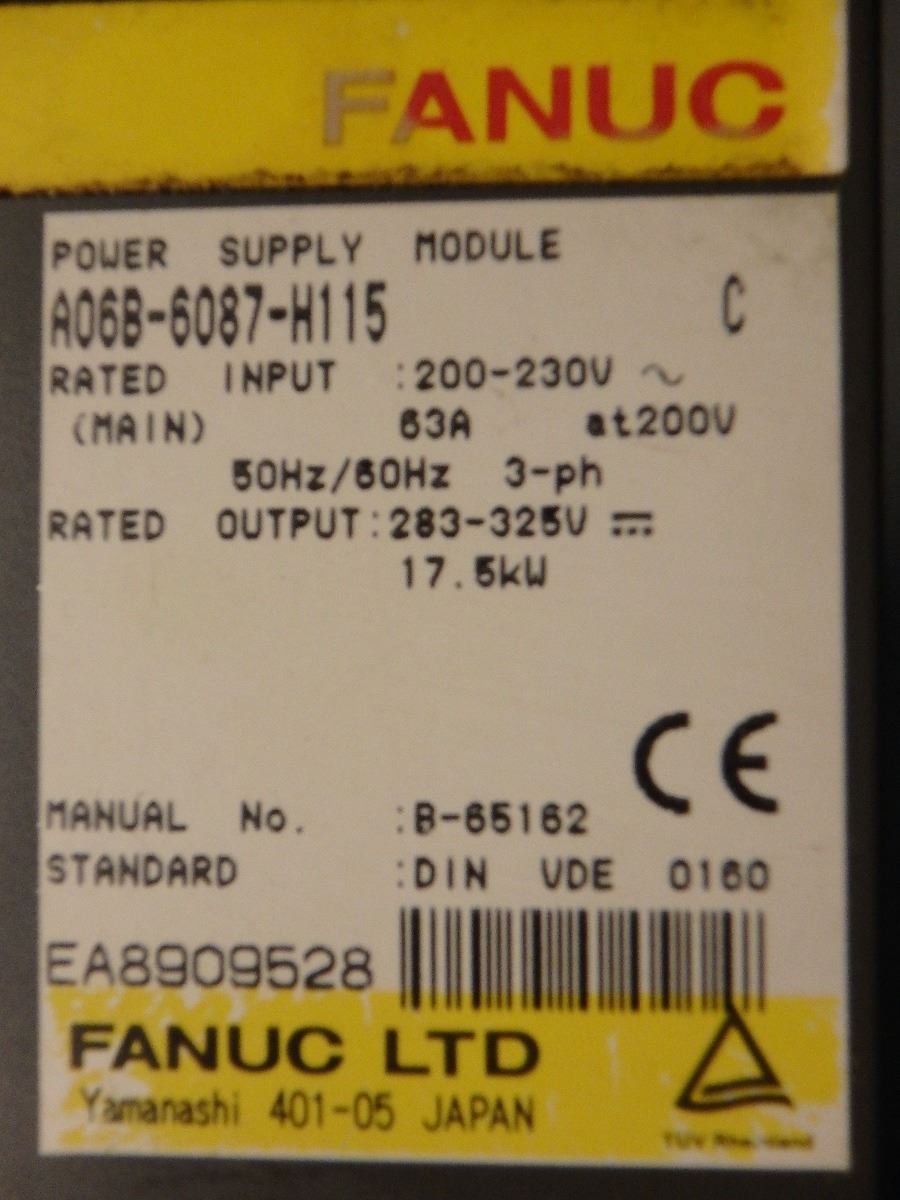 FANUC
POWER SUPPLY MODULE
A06B-6087-H115 C
RATED INPUT :200-230V ~
(MAIN) 63A at200V
50Hz/60Hz 3-ph
RATED OUTPUT:283-325V ⎓
17.5kW
CE
MANUAL No. :B-65162
STANDARD :DIN VDE 0160
EA8909528
FANUC LTD
Yamanashi 401-05 JAPAN
TÜV Rheinland